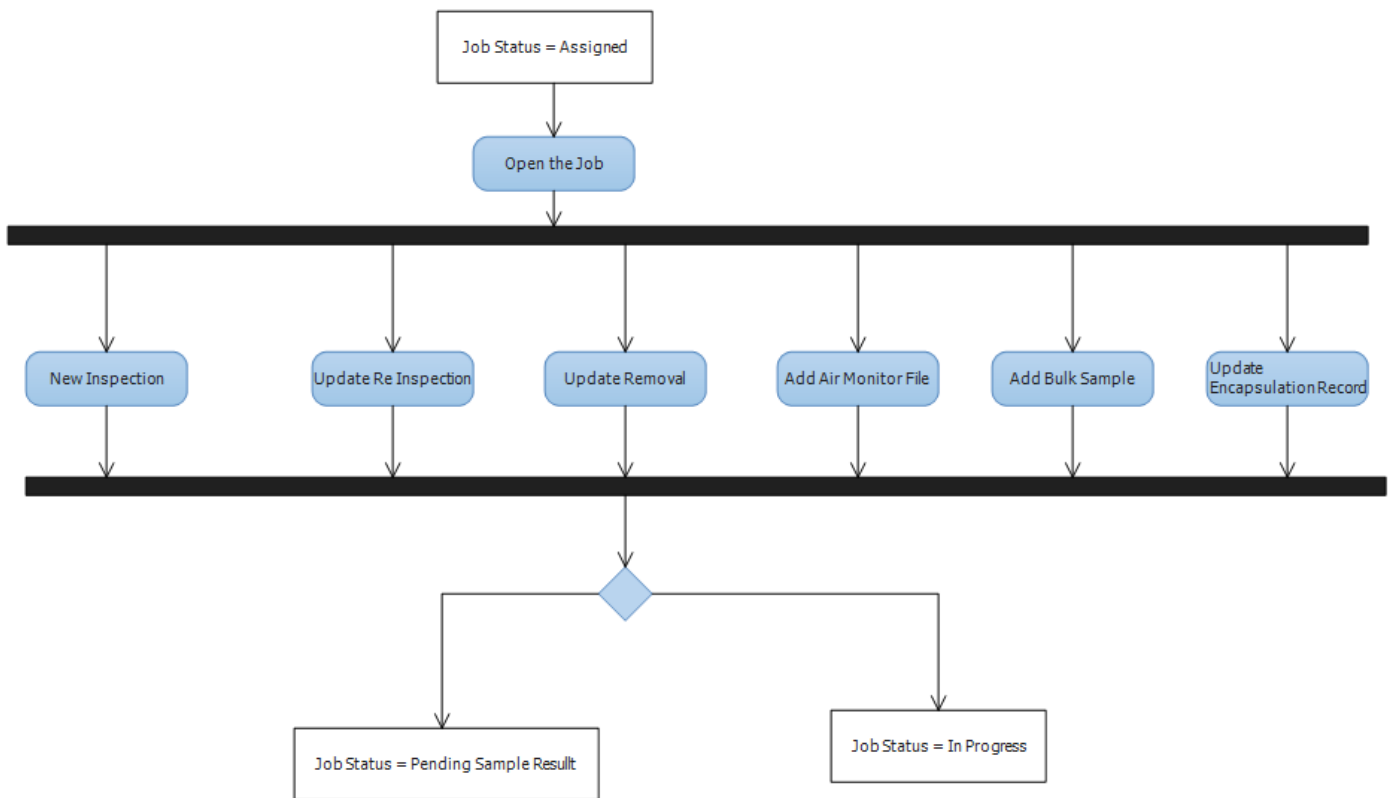 Job Status = Assigned
Open the Job
New Inspection
Update Re Inspection
Update Removal
Add Air Monitor File
Add Bulk Sample
Update
Encapsulation Record
Job Status = Pending Sample Resullt
Job Status = In Progress